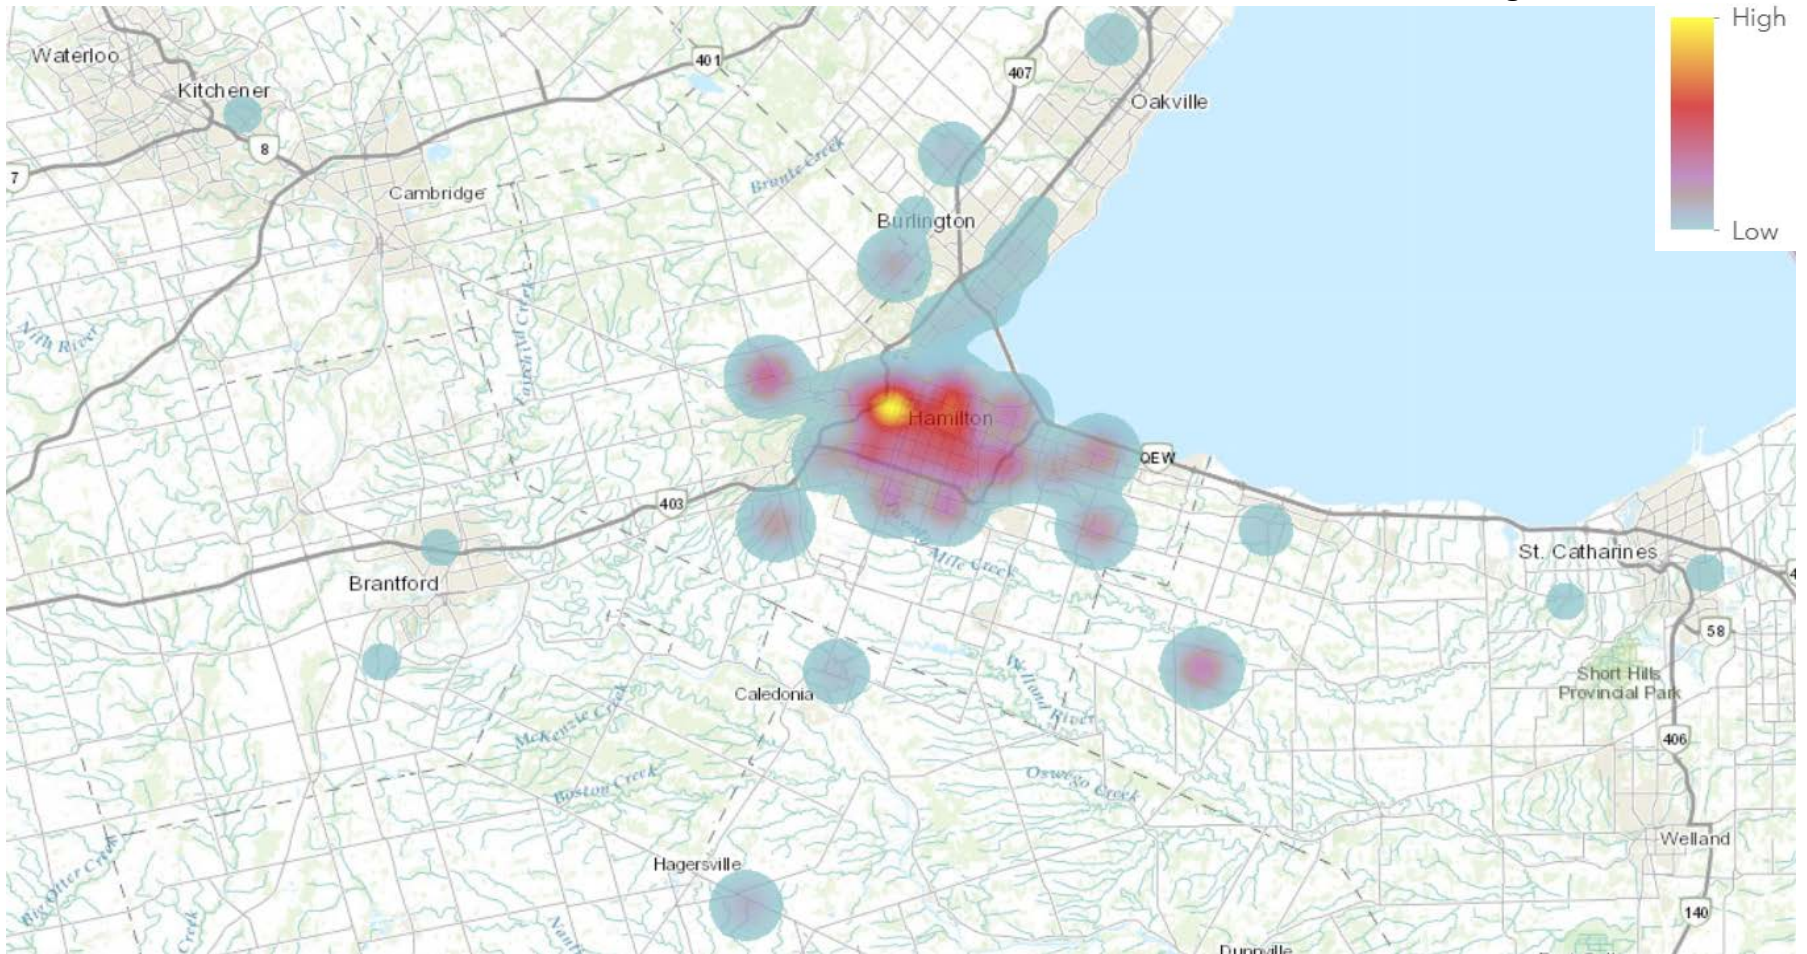 High
Low
Waterloo
Kitchener
401
407
Oakville
8
7
Cambridge
Bronte Creek
Burlington
Nith River
Fairchild Creek
Hamilton
QEW
403
Twenty Mile Creek
St. Catharines
Brantford
58
Short Hills
Provincial Park
Caledonia
Welland River
McKenzie Creek
406
Boston Creek
Oswego Creek
Welland
Hagersville
Big Otter Creek
140
Creek
Dunnville